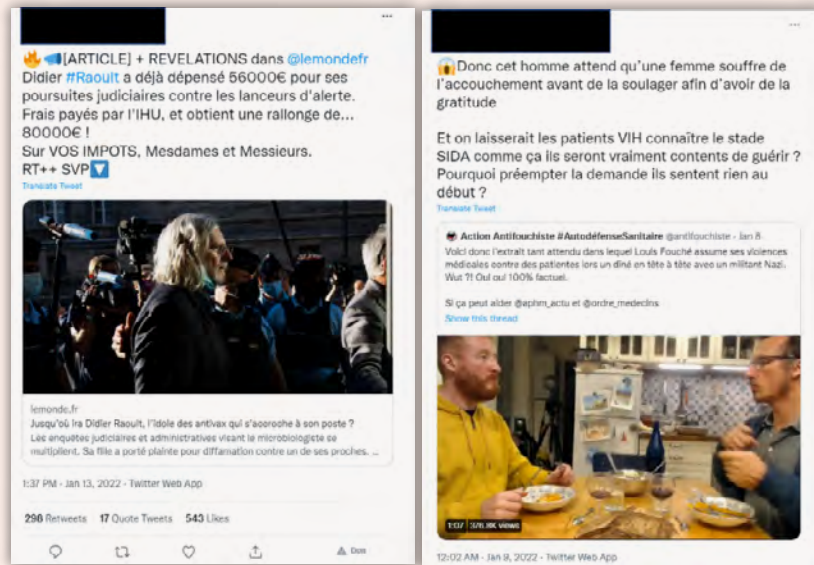 [ARTICLE] + REVELATIONS dans @lemondefr
Didier #Raoult a déjà dépensé 56000€ pour ses
poursuites judiciaires contre les lanceurs d'alerte.
Frais payés par l'IHU, et obtient une rallonge de...
80000€ !
Sur VOS IMPOTS, Mesdames et Messieurs.
RT++ SVP
Translate Tweet
lemonde.fr
Jusqu'où ira Didier Raoult, l'idole des antivax qui s'accroche à son poste ?
Les enquêtes judiciaires et administratives visant le microbiologiste se
multiplient. Sa fille a porté plainte pour diffamation contre un de ses proches. ...
1:37 PM · Jan 13, 2022 · Twitter Web App
296 Retweets 17 Quote Tweets 543 Likes
Donc cet homme attend qu'une femme souffre de
l'accouchement avant de la soulager afin d'avoir de la
gratitude
Et on laisserait les patients VIH connaître le stade
SIDA comme ça ils seront vraiment contents de guérir ?
Pourquoi préempter la demande ils sentent rien au
début ?
Translate Tweet
Action Antifouchiste #AutodéfenseSanitaire @antifouchiste · Jan 8
Voici donc l'extrait tant attendu dans lequel Louis Fouché assume ses violences
médicales contre des patientes lors un diné en tête à tête avec un militant Nazi.
Wut ?! Oui oui 100% factuel.
Si ça peut aider @aphm_actu et @ordre_medecins
Show this thread
1:07 376.8K views
12:02 AM · Jan 9, 2022 · Twitter Web App